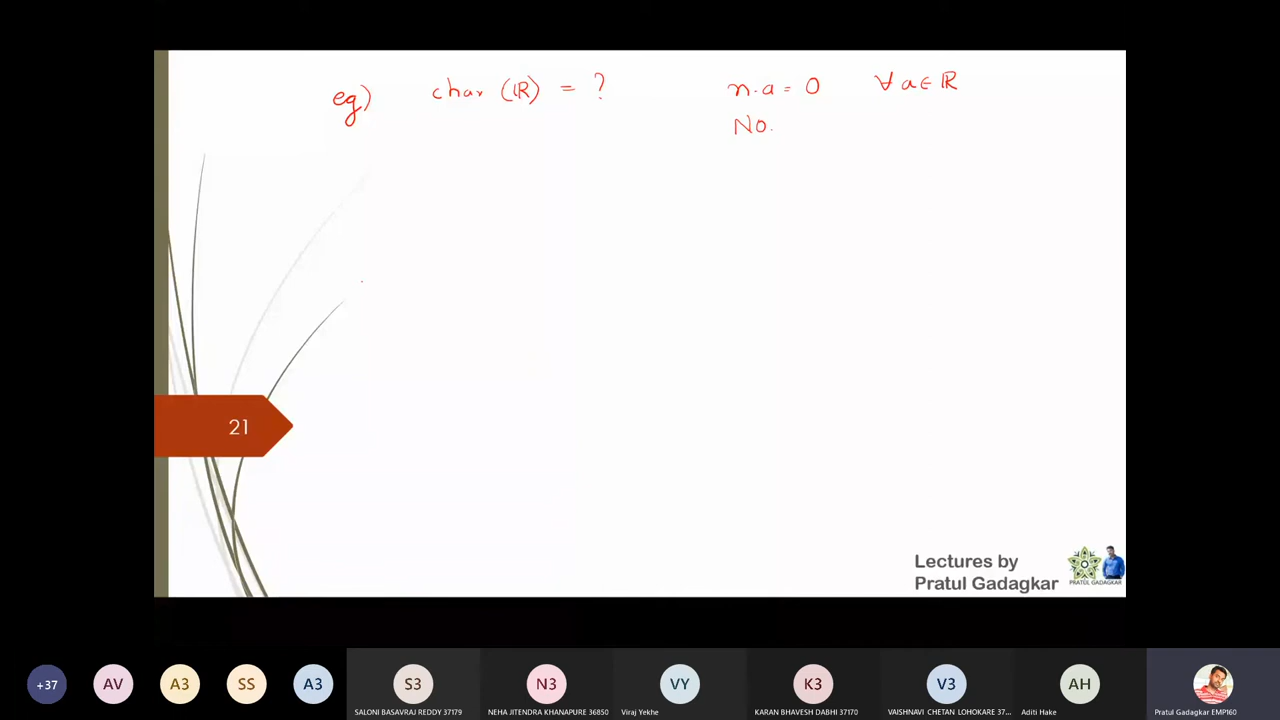 eg) char (ℝ) = ? n.a = 0 ∀ a ∈ ℝ
No.
21
Lectures by
Pratul Gadagkar
PRATUL GADAGKAR
+37 AV A3 SS A3 S3 N3 VY K3 V3 AH
SALONI BASAVRAJ REDDY 37179 NEHA JITENDRA KHANAPURE 36850 Viraj Yekhe KARAN BHAVESH DABHI 37170 VAISHNAVI CHETAN LOHOKARE 37... Aditi Hake Pratul Gadagkar EMP160